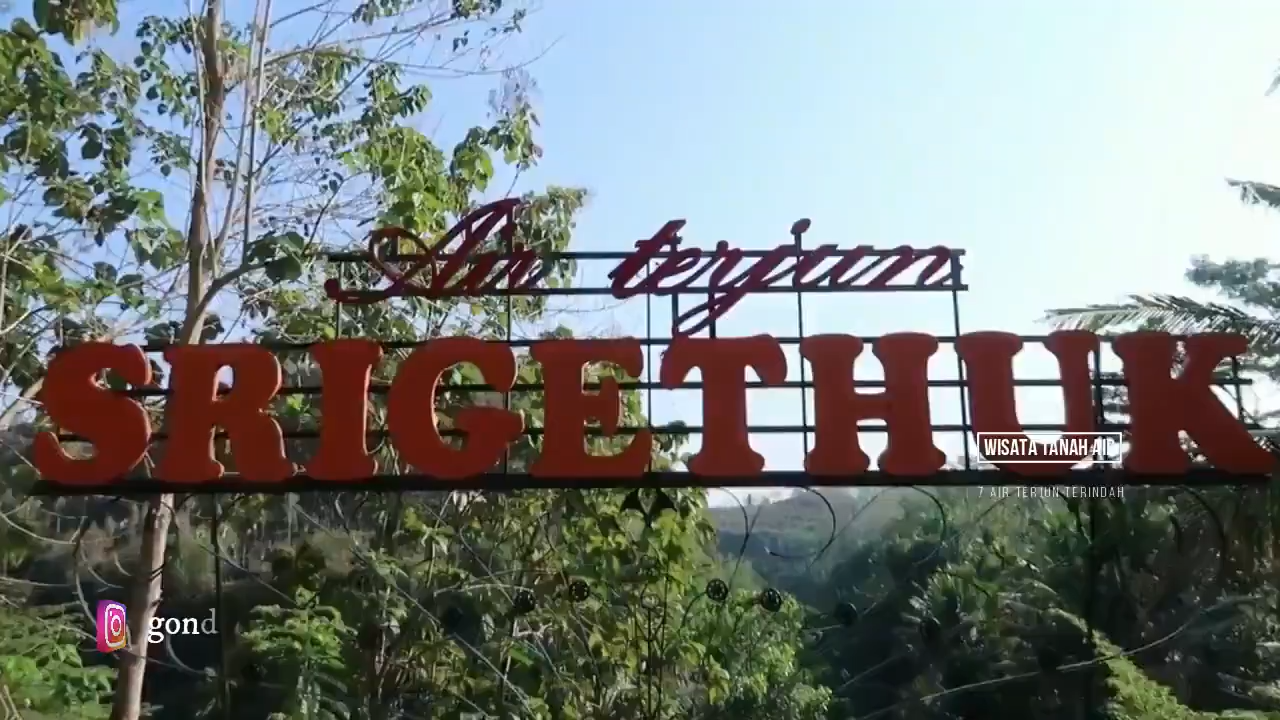 Air terjun
SRIGETHUK
WISATA TANAH AIR
7 AIR TERJUN TERINDAH
gond